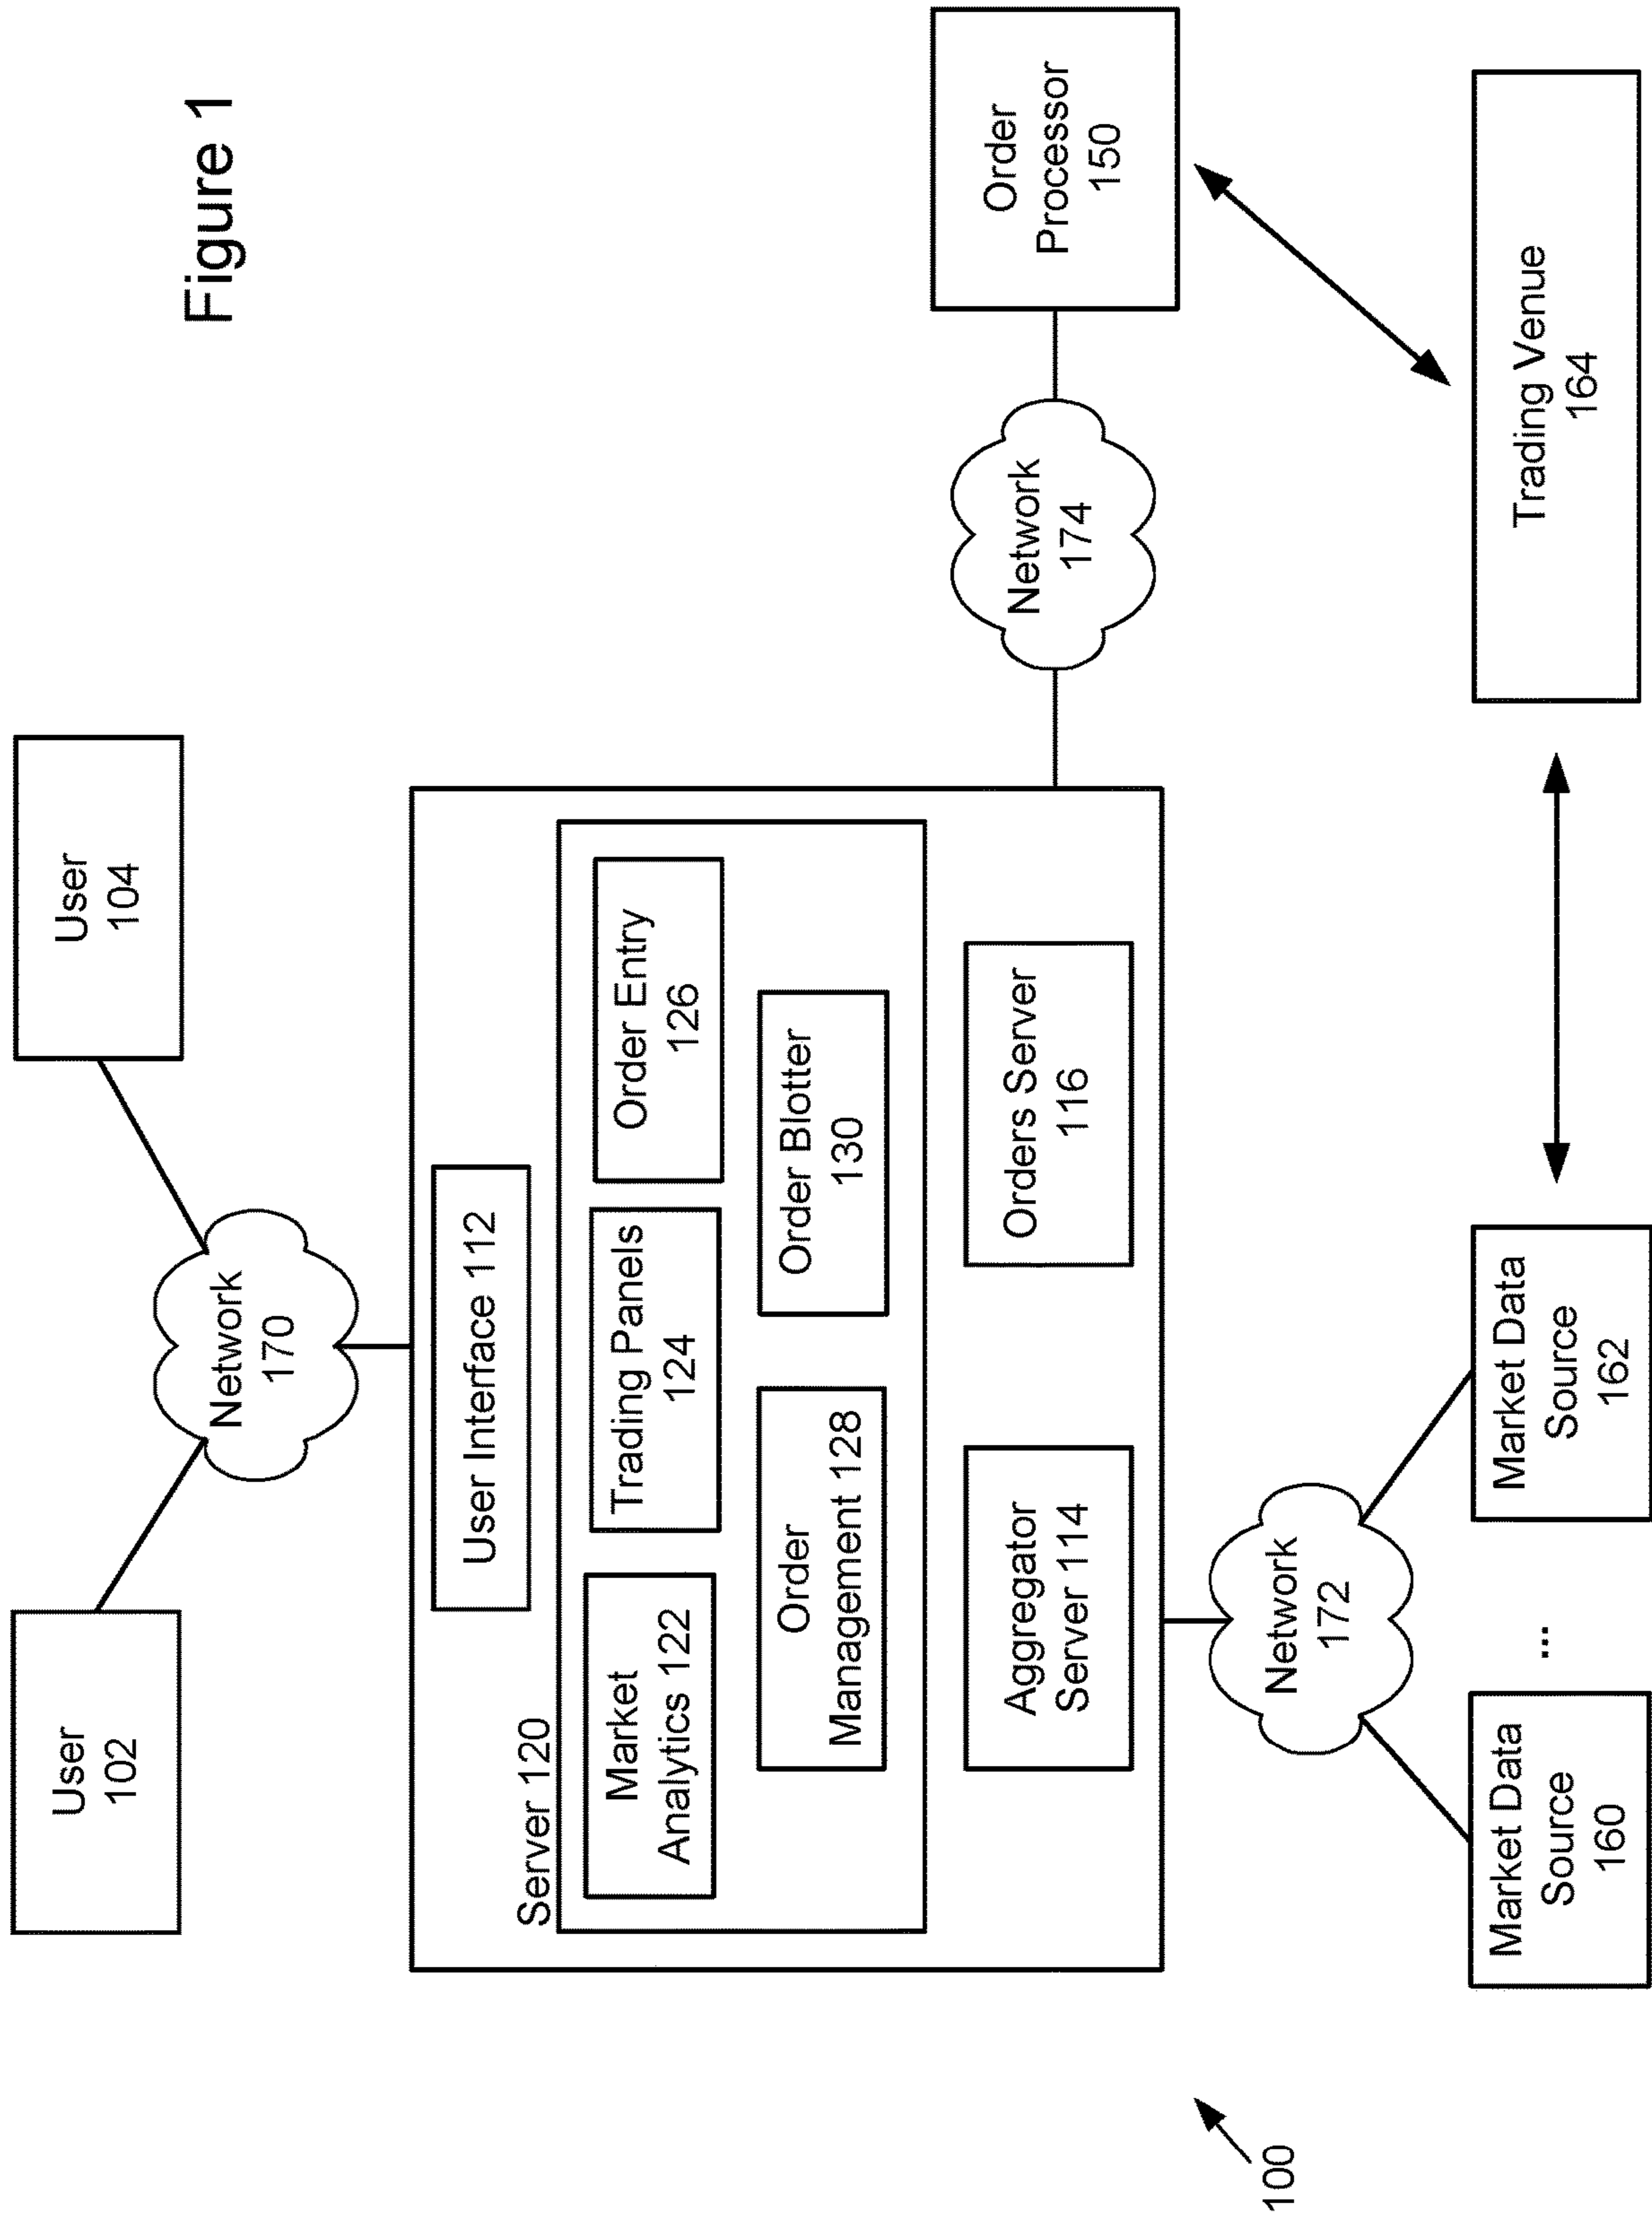 Figure 1
User
102
User
104
Network
170
User Interface 112
Server 120
Market
Analytics 122
Trading Panels
124
Order Entry
126
Order
Management 128
Order Blotter
130
Aggregator
Server 114
Orders Server
116
Network
174
Order
Processor
150
Network
172
Market Data
Source
160
...
Market Data
Source
162
Trading Venue
164
100